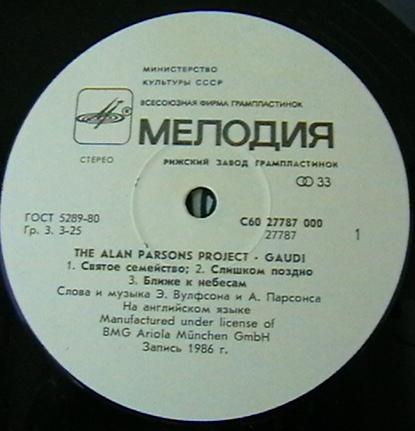 МИНИСТЕРСТВО
КУЛЬТУРЫ СССР
ВСЕСОЮЗНАЯ ФИРМА ГРАМПЛАСТИНОК
МЕЛОДИЯ
СТЕРЕО
РИЖСКИЙ ЗАВОД ГРАМПЛАСТИНОК
33
ГОСТ 5289-80
Гр. 3. 3-25
С60 27787 000
27787
1
THE ALAN PARSONS PROJECT - GAUDI
1. Святое семейство; 2. Слишком поздно
3. Ближе к небесам
Слова и музыка Э. Вулфсона и А. Парсонса
На английском языке
Manufactured under license of
BMG Ariola München GmbH
Запись 1986 г.